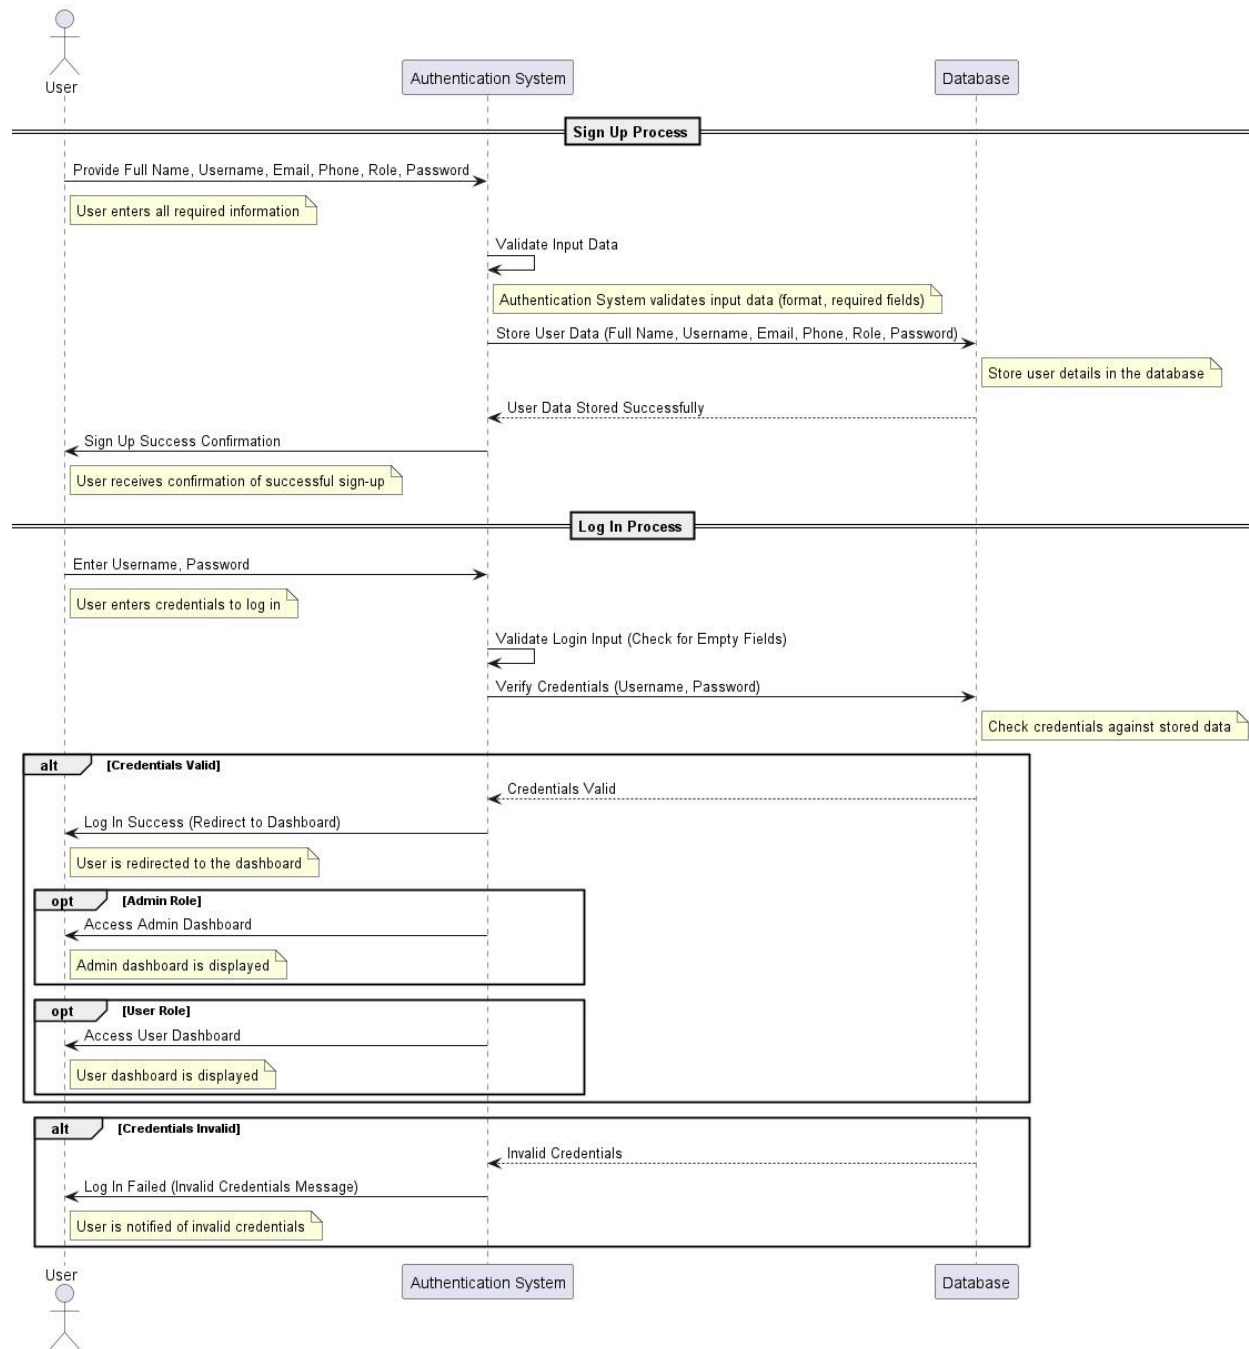 User
Authentication System
Database
Sign Up Process
Provide Full Name, Username, Email, Phone, Role, Password
User enters all required information
Validate Input Data
Authentication System validates input data (format, required fields)
Store User Data (Full Name, Username, Email, Phone, Role, Password)
Store user details in the database
User Data Stored Successfully
Sign Up Success Confirmation
User receives confirmation of successful sign-up
Log In Process
Enter Username, Password
User enters credentials to log in
Validate Login Input (Check for Empty Fields)
Verify Credentials (Username, Password)
Check credentials against stored data
alt [Credentials Valid]
Credentials Valid
Log In Success (Redirect to Dashboard)
User is redirected to the dashboard
opt [Admin Role]
Access Admin Dashboard
Admin dashboard is displayed
opt [User Role]
Access User Dashboard
User dashboard is displayed
alt [Credentials Invalid]
Invalid Credentials
Log In Failed (Invalid Credentials Message)
User is notified of invalid credentials
User
Authentication System
Database